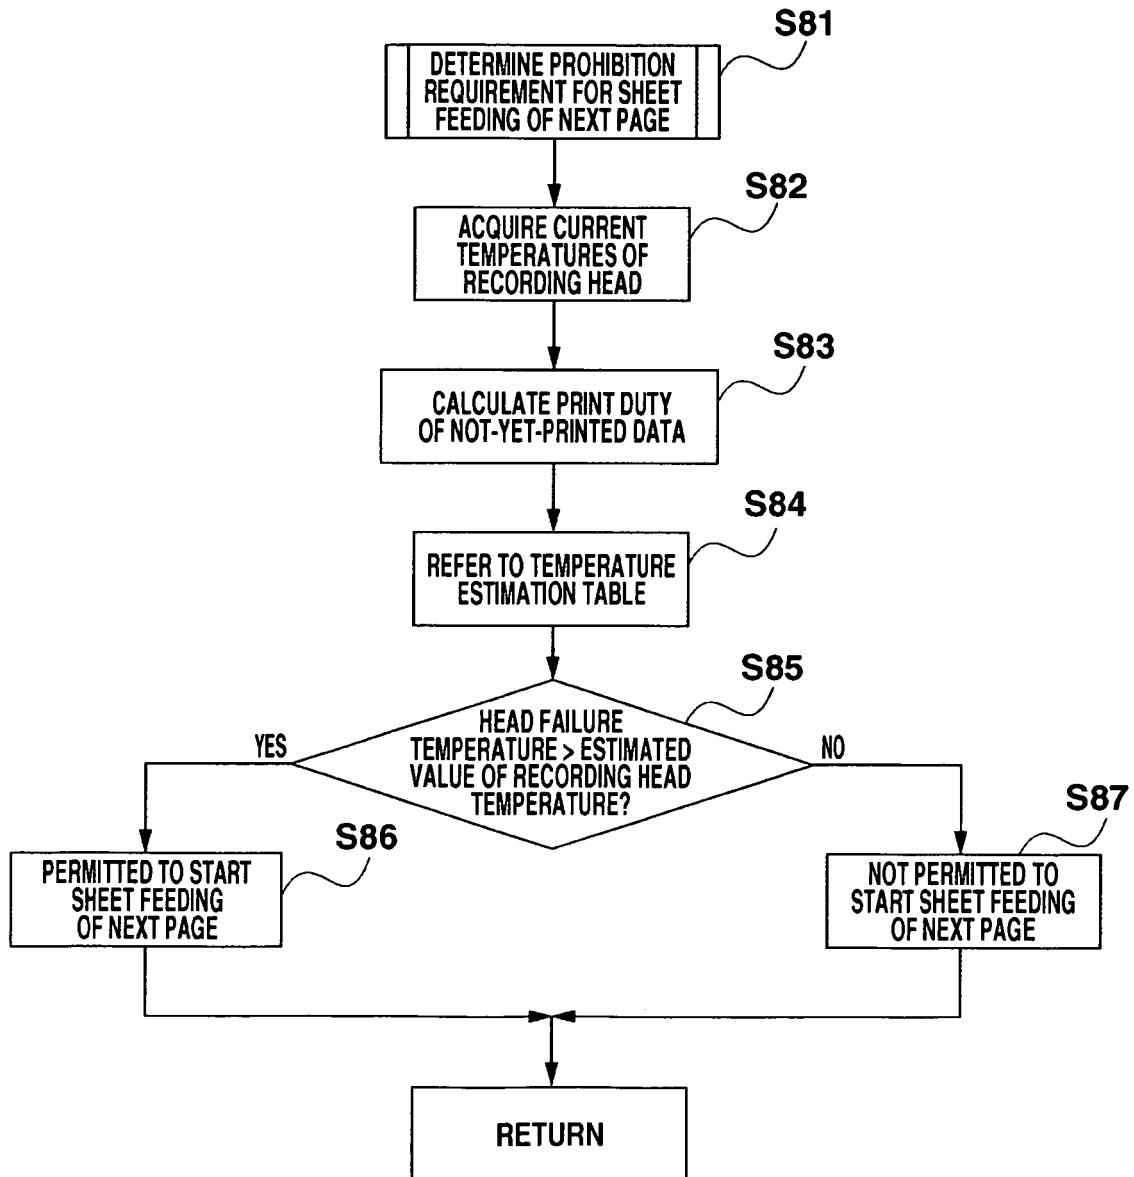 S81
DETERMINE PROHIBITION
REQUIREMENT FOR SHEET
FEEDING OF NEXT PAGE
S82
ACQUIRE CURRENT
TEMPERATURES OF
RECORDING HEAD
S83
CALCULATE PRINT DUTY
OF NOT-YET-PRINTED DATA
S84
REFER TO TEMPERATURE
ESTIMATION TABLE
S85
HEAD FAILURE
TEMPERATURE > ESTIMATED
VALUE OF RECORDING HEAD
TEMPERATURE?
YES
NO
S86
PERMITTED TO START
SHEET FEEDING
OF NEXT PAGE
S87
NOT PERMITTED TO
START SHEET FEEDING
OF NEXT PAGE
RETURN